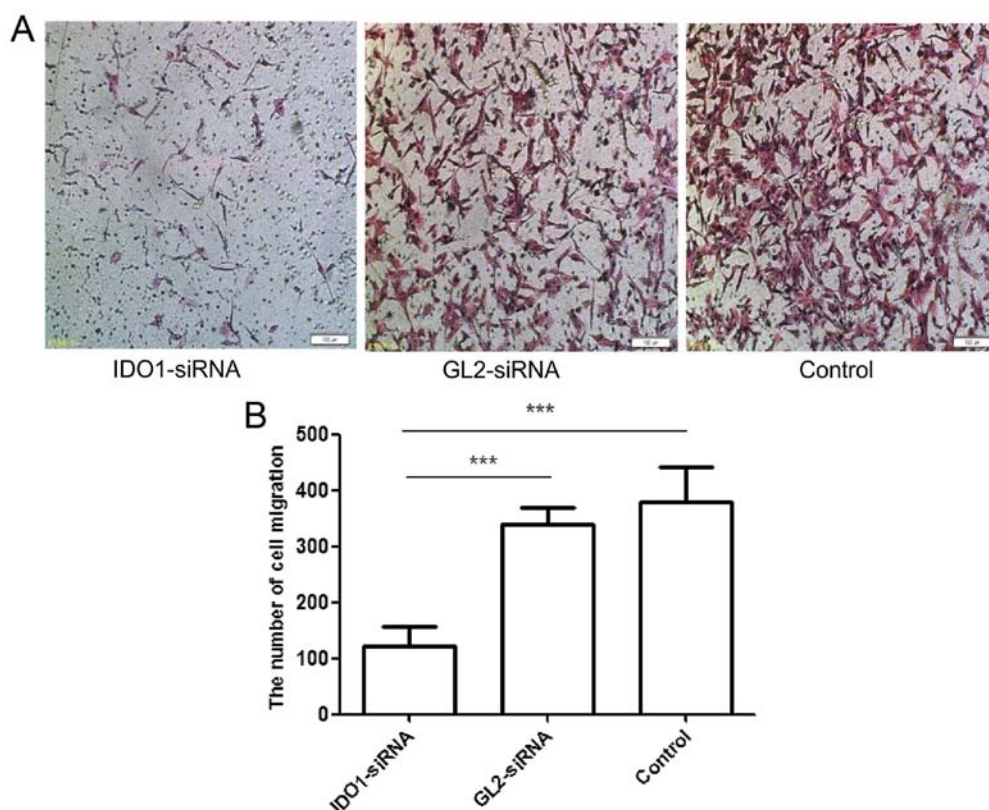 A
IDO1-siRNA
GL2-siRNA
Control
B
***
***
The number of cell migration
500
400
300
200
100
0
IDO1-siRNA
GL2-siRNA
Control